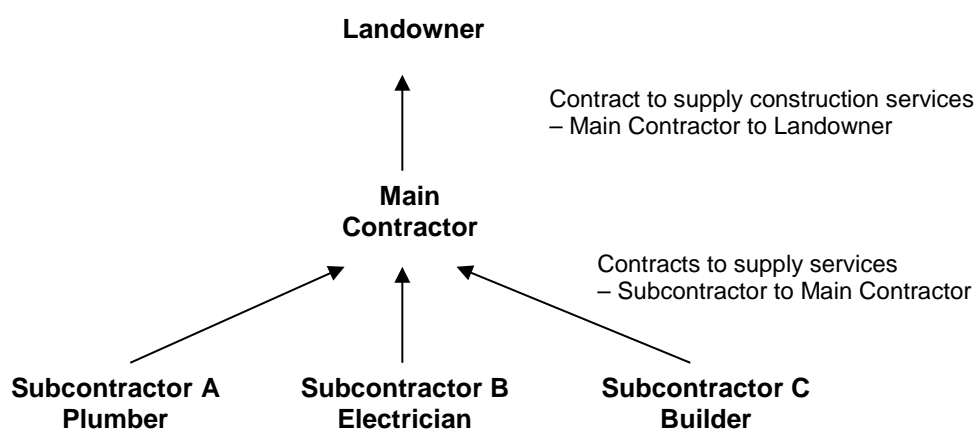 Landowner
Contract to supply construction services
– Main Contractor to Landowner
Main
Contractor
Contracts to supply services
– Subcontractor to Main Contractor
Subcontractor A
Plumber
Subcontractor B
Electrician
Subcontractor C
Builder